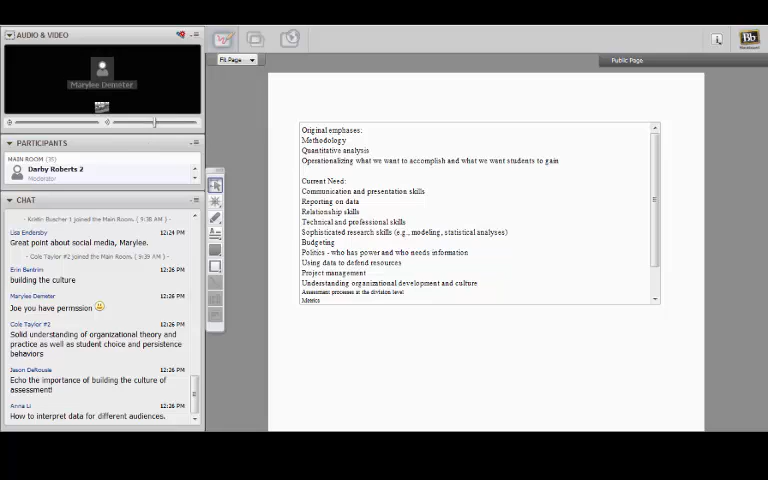 AUDIO & VIDEO
Marylee Demeter
PARTICIPANTS
MAIN ROOM (35)
Darby Roberts 2
Moderator
CHAT
- Kristin Buscher 1 joined the Main Room. ( 9:38 AM ) -
Lisa Endersby 12:24 PM
Great point about social media, Marylee.
- Cole Taylor #2 joined the Main Room. ( 9:39 AM ) -
Erin Bentrim 12:26 PM
building the culture
Marylee Demeter 12:26 PM
Joe you have permssion
Cole Taylor #2 12:26 PM
Solid understanding of organizational theory and
practice as well as student choice and persistence
behaviors
Jason DeRousie 12:26 PM
Echo the importance of building the culture of
assessment!
Anna Li 12:26 PM
How to interpret data for different audiences.
Fit Page
Public Page
Bb
Original emphases:
Methodology
Quantitative analysis
Operationalizing what we want to accomplish and what we want students to gain
Current Need:
Communication and presentation skills
Reporting on data
Relationship skills
Technical and professional skills
Sophisticated research skills (e.g., modeling, statistical analyses)
Budgeting
Politics - who has power and who needs information
Using data to defend resources
Project management
Understanding organizational development and culture
Assessment processes at the division level
Metrics